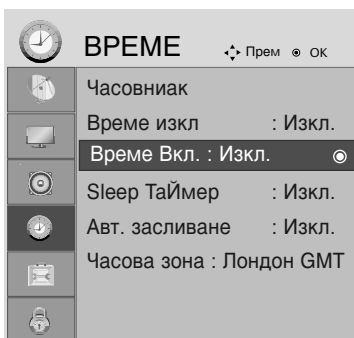 ВРЕМЕ Прем ОК
Часовниак
Време изкл : Изкл.
Време Вкл. : Изкл.
Sleep ТаЙмер : Изкл.
Авт. засливане : Изкл.
Часова зона : Лондон GMT